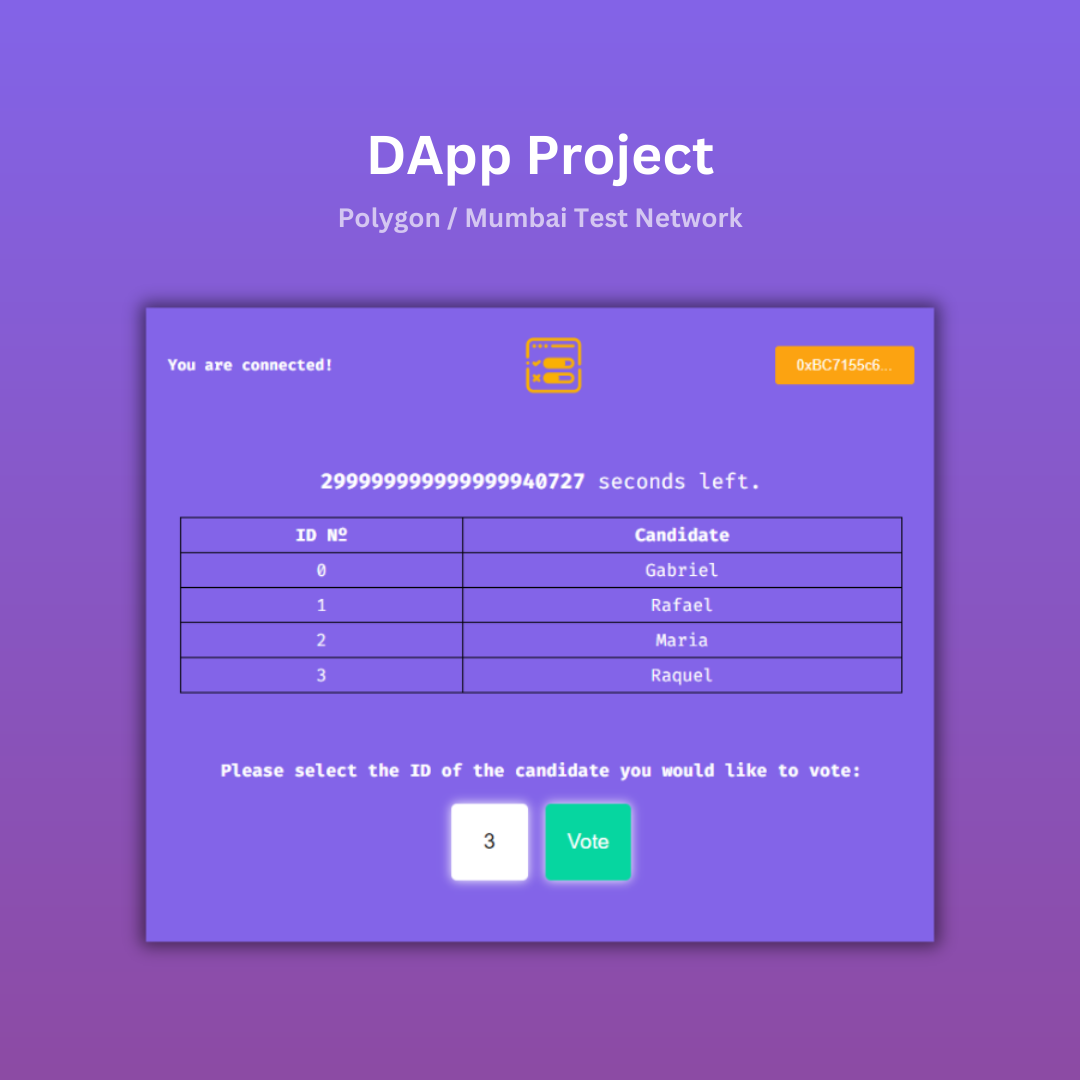 DApp Project
Polygon / Mumbai Test Network
You are connected!
0xBC7155c6...
299999999999999940727 seconds left.
ID Nº Candidate
0 Gabriel
1 Rafael
2 Maria
3 Raquel
Please select the ID of the candidate you would like to vote:
3 Vote